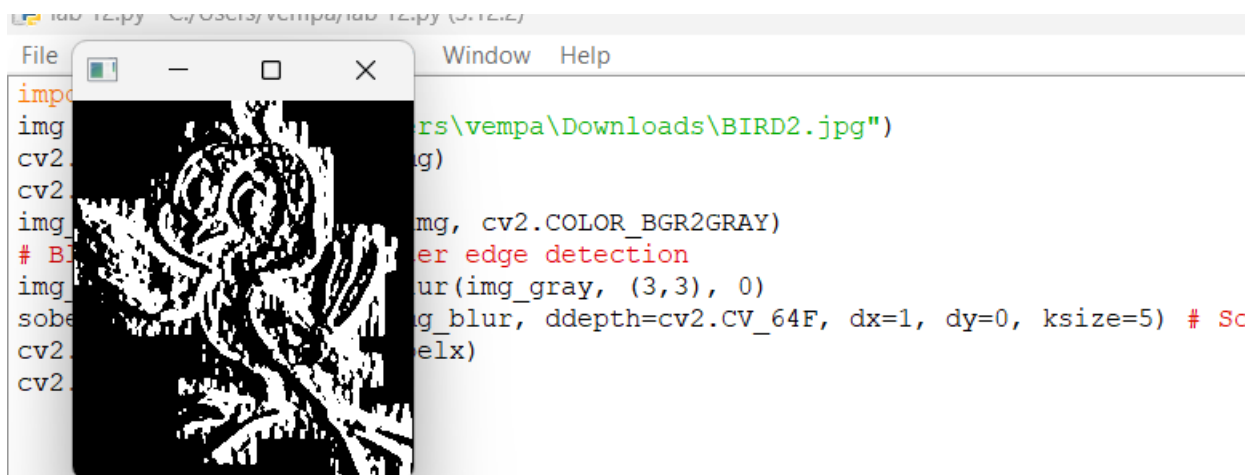 lab 12.py - C:/Users/vempa/lab 12.py (3.12.2)
File Window Help
impo
img rs\vempa\Downloads\BIRD2.jpg")
cv2. g)
cv2.
img_ mg, cv2.COLOR_BGR2GRAY)
# Bl er edge detection
img_ ur(img_gray, (3,3), 0)
sobe g_blur, ddepth=cv2.CV_64F, dx=1, dy=0, ksize=5) # So
cv2. elx)
cv2.